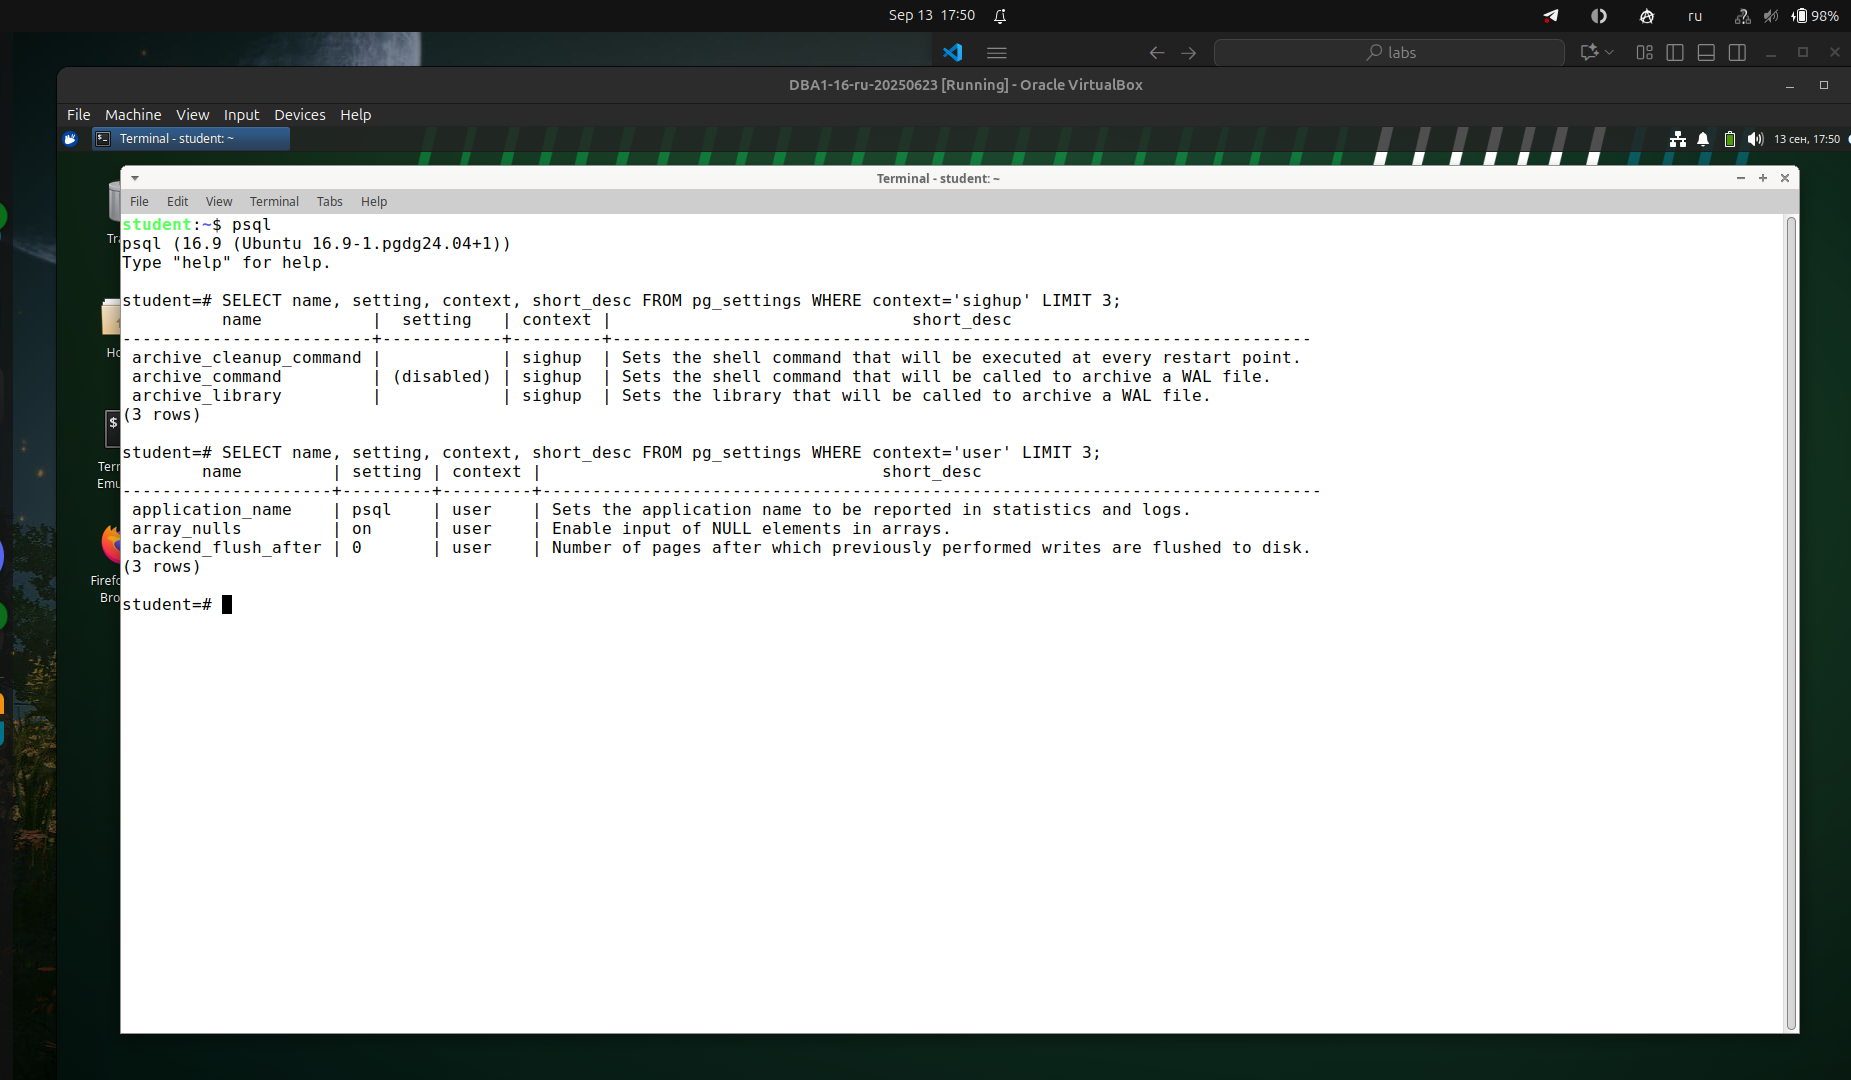 Sep 13 17:50
ru
98%
labs
DBA1-16-ru-20250623 [Running] - Oracle VirtualBox
File Machine View Input Devices Help
Terminal - student: ~
13 сен, 17:50
Terminal - student: ~
File Edit View Terminal Tabs Help
student:~$ psql
psql (16.9 (Ubuntu 16.9-1.pgdg24.04+1))
Type "help" for help.
student=# SELECT name, setting, context, short_desc FROM pg_settings WHERE context='sighup' LIMIT 3;
name | setting | context | short_desc
-------------------------+------------+---------+----------------------------------------------------------------------
archive_cleanup_command | | sighup | Sets the shell command that will be executed at every restart point.
archive_command | (disabled) | sighup | Sets the shell command that will be called to archive a WAL file.
archive_library | | sighup | Sets the library that will be called to archive a WAL file.
(3 rows)
student=# SELECT name, setting, context, short_desc FROM pg_settings WHERE context='user' LIMIT 3;
name | setting | context | short_desc
---------------------+---------+---------+------------------------------------------------------------------------------
application_name | psql | user | Sets the application name to be reported in statistics and logs.
array_nulls | on | user | Enable input of NULL elements in arrays.
backend_flush_after | 0 | user | Number of pages after which previously performed writes are flushed to disk.
(3 rows)
student=#